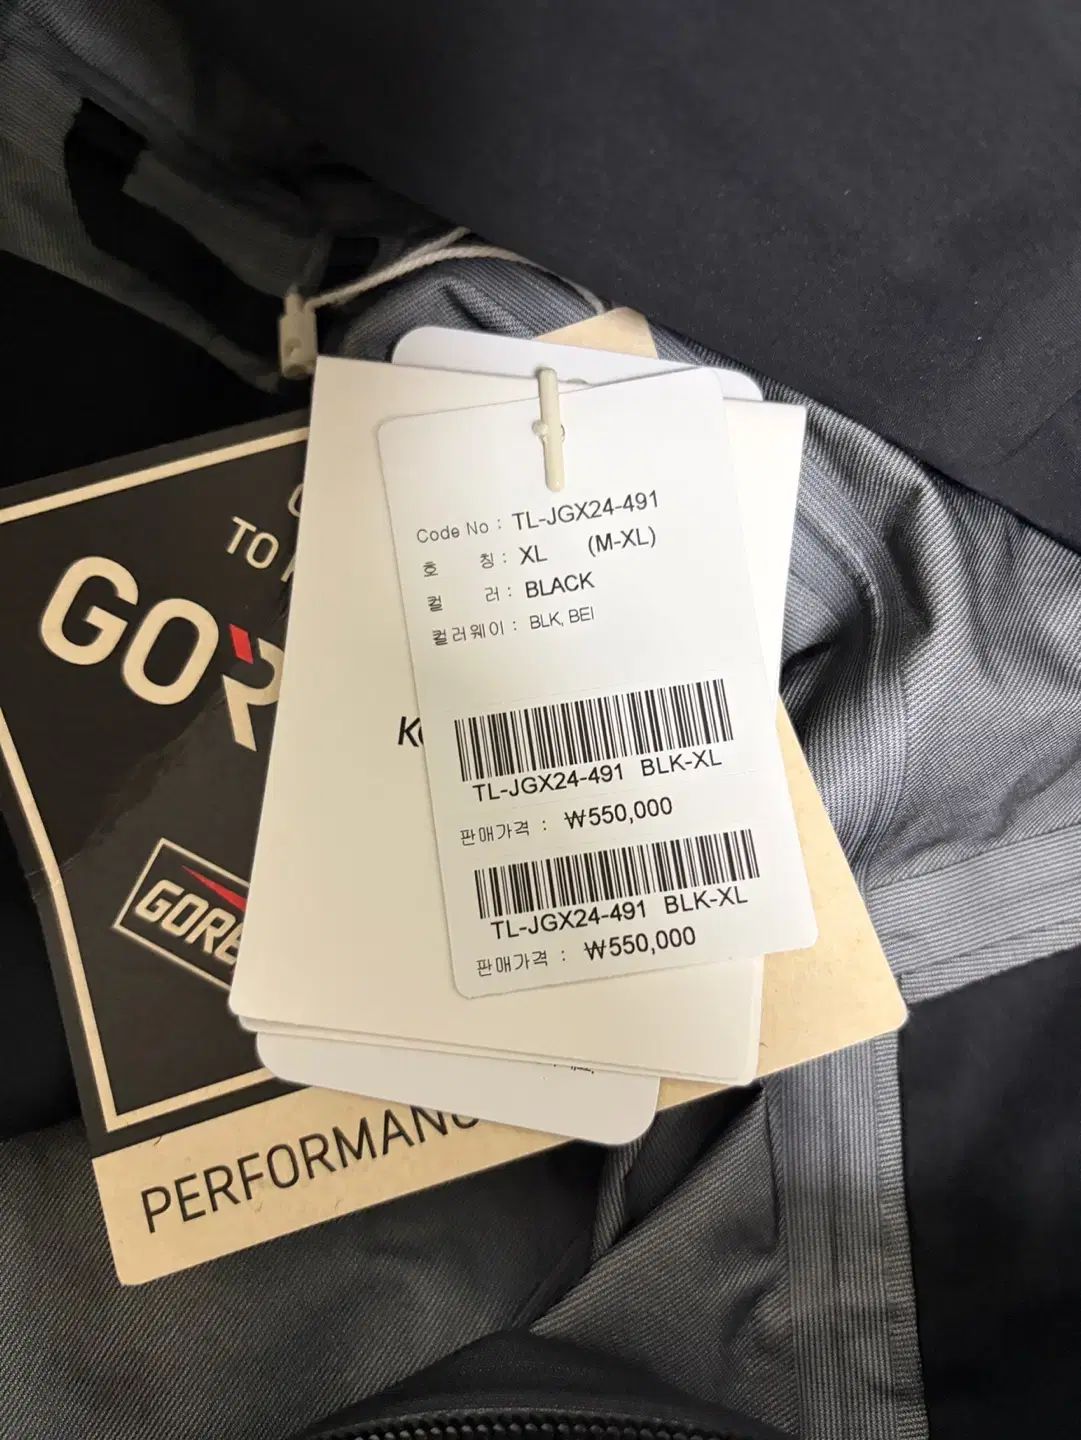 TO
GOR
GORE
PERFORMANC
Code No : TL-JGX24-491
호 칭 : XL (M-XL)
컬 러 : BLACK
컬러웨이 : BLK, BEI
TL-JGX24-491 BLK-XL
판매가격 : ₩550,000
TL-JGX24-491 BLK-XL
판매가격 : ₩550,000